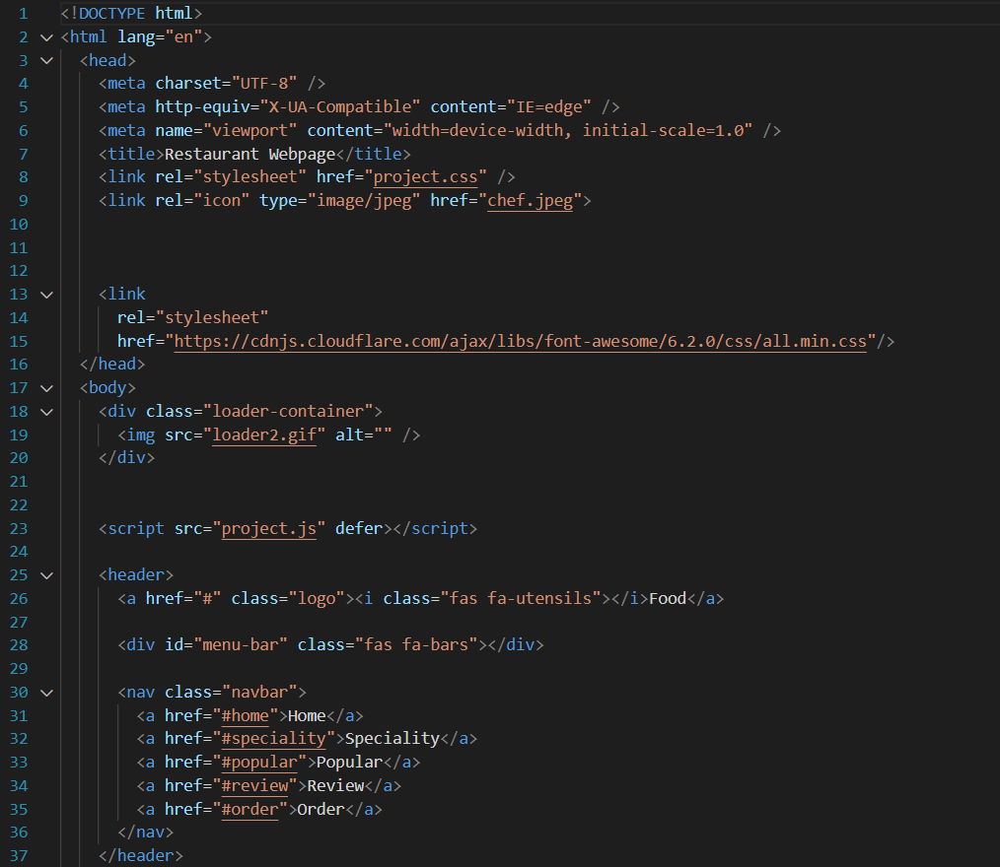 1 <!DOCTYPE html>
2 <html lang="en">
3 <head>
4 <meta charset="UTF-8" />
5 <meta http-equiv="X-UA-Compatible" content="IE=edge" />
6 <meta name="viewport" content="width=device-width, initial-scale=1.0" />
7 <title>Restaurant Webpage</title>
8 <link rel="stylesheet" href="project.css" />
9 <link rel="icon" type="image/jpeg" href="chef.jpeg">
10
11
12
13 <link
14 rel="stylesheet"
15 href="https://cdnjs.cloudflare.com/ajax/libs/font-awesome/6.2.0/css/all.min.css"/>
16 </head>
17 <body>
18 <div class="loader-container">
19 <img src="loader2.gif" alt="" />
20 </div>
21
22
23 <script src="project.js" defer></script>
24
25 <header>
26 <a href="#" class="logo"><i class="fas fa-utensils"></i>Food</a>
27
28 <div id="menu-bar" class="fas fa-bars"></div>
29
30 <nav class="navbar">
31 <a href="#home">Home</a>
32 <a href="#speciality">Speciality</a>
33 <a href="#popular">Popular</a>
34 <a href="#review">Review</a>
35 <a href="#order">Order</a>
36 </nav>
37 </header>